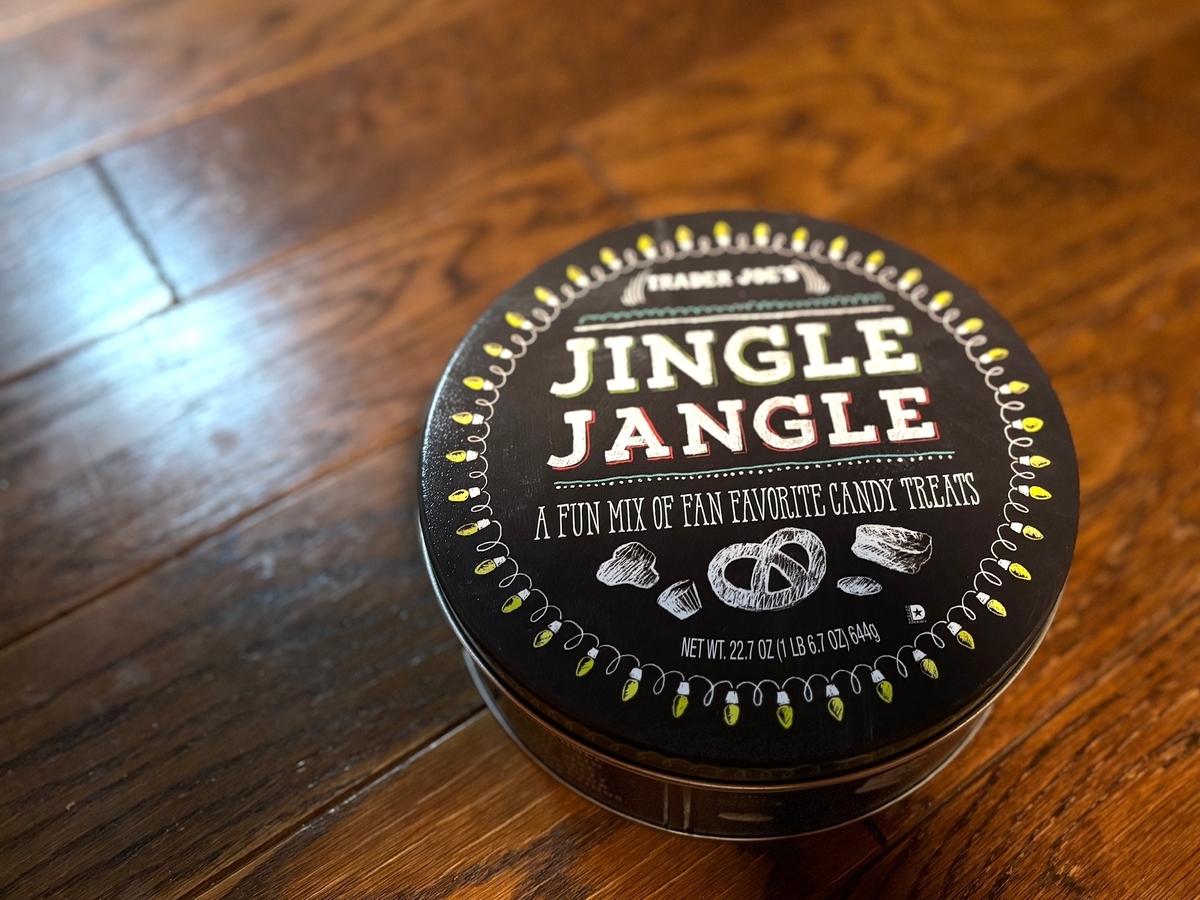 TRADER JOE'S
JINGLE
JANGLE
A FUN MIX OF FAN FAVORITE CANDY TREATS
NET WT. 22.7 OZ (1 LB 6.7 OZ) 644g
D